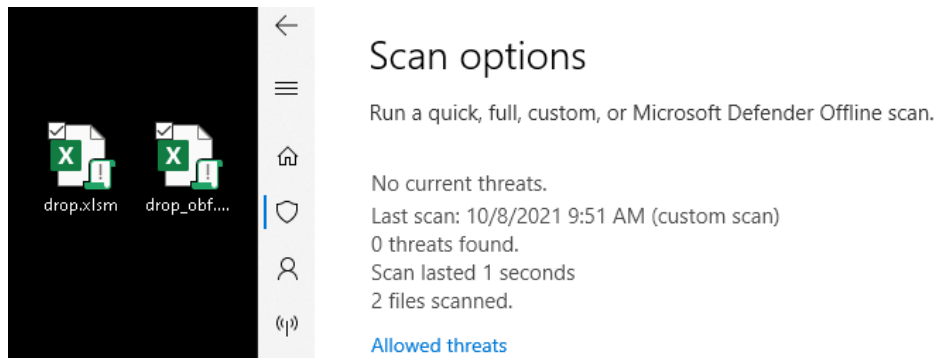 drop.xlsm
drop_obf....
Scan options
Run a quick, full, custom, or Microsoft Defender Offline scan.
No current threats.
Last scan: 10/8/2021 9:51 AM (custom scan)
0 threats found.
Scan lasted 1 seconds
2 files scanned.
Allowed threats